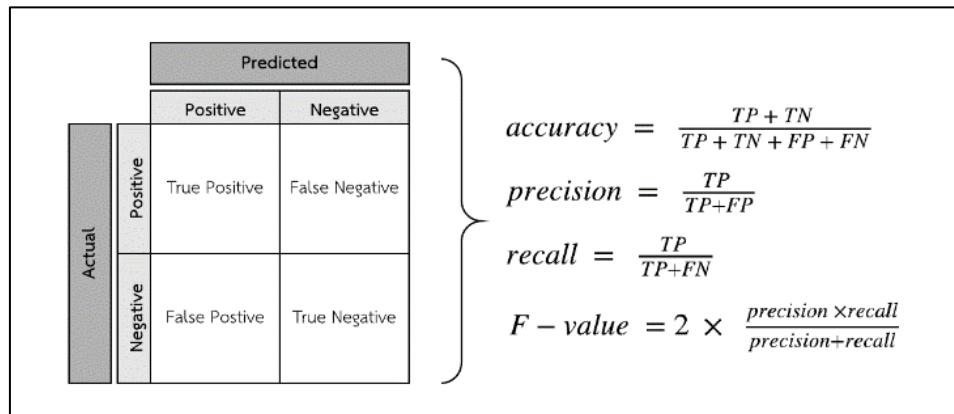 Predicted
Positive Negative
Actual
Positive
True Positive False Negative
Negative
False Postive True Negative
accuracy = TP + TN / TP + TN + FP + FN
precision = TP / TP+FP
recall = TP / TP+FN
F − value = 2 × precision ×recall / precision+recall